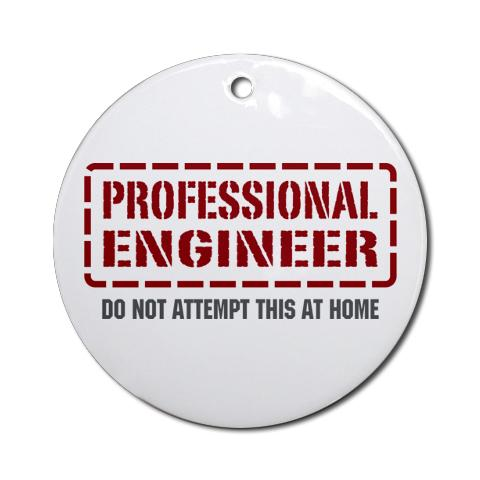 PROFESSIONAL
ENGINEER
DO NOT ATTEMPT THIS AT HOME